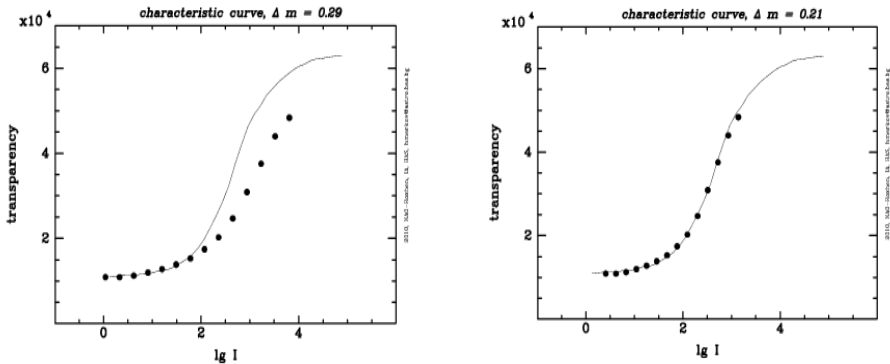 characteristic curve, Δ m = 0.29
x10⁴
6
4
2
transparency
0
2
4
lg I
characteristic curve, Δ m = 0.21
x10⁴
6
4
2
transparency
0
2
4
lg I